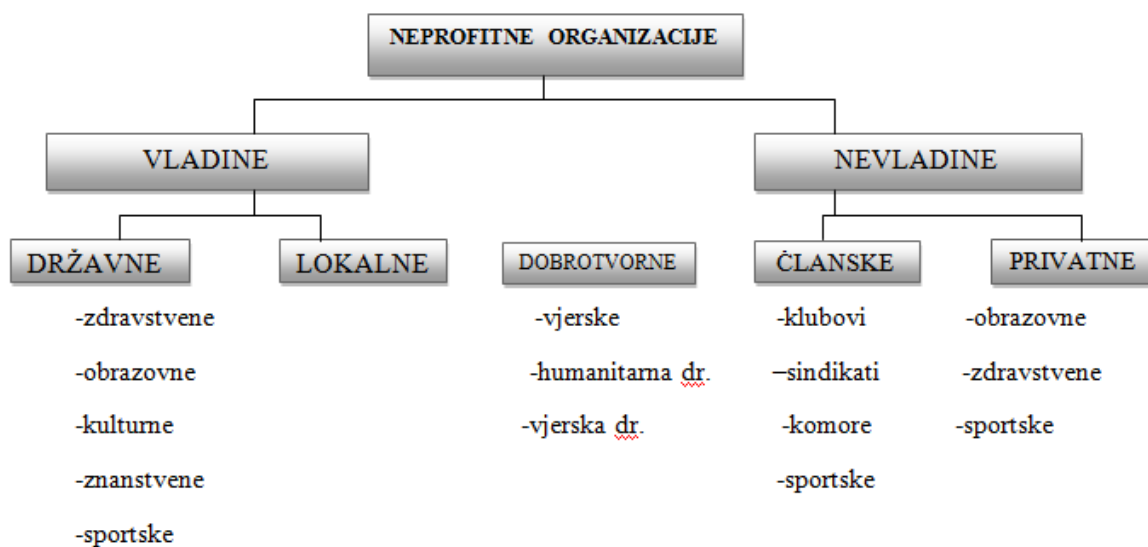 NEPROFITNE ORGANIZACIJE
VLADINE
NEVLADINE
DRŽAVNE
LOKALNE
DOBROTVORNE
ČLANSKE
PRIVATNE
-zdravstvene
-obrazovne
-kulturne
-znanstvene
-sportske
-vjerske
-humanitarna dr.
-vjerska dr.
-klubovi
–sindikati
-komore
-sportske
-obrazovne
-zdravstvene
-sportske